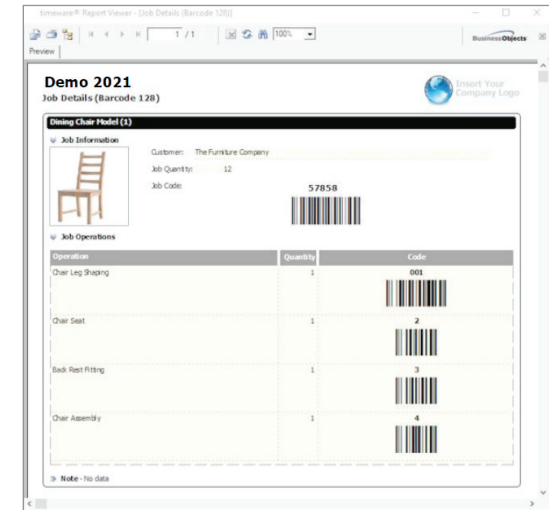 timeware® Report Viewer - [Job Details (Barcode 128)]
1 / 1
100%
BusinessObjects
Preview
Demo 2021
Job Details (Barcode 128)
Insert Your
Company Logo
Dining Chair Model (1)
Job Information
Customer: The Furniture Company
Job Quantity: 12
Job Code:
57858
Job Operations
Operation Quantity Code
Chair Leg Shaping 1 001
Chair Seat 1 2
Back Rest Fitting 1 3
Chair Assembly 1 4
Note - No data